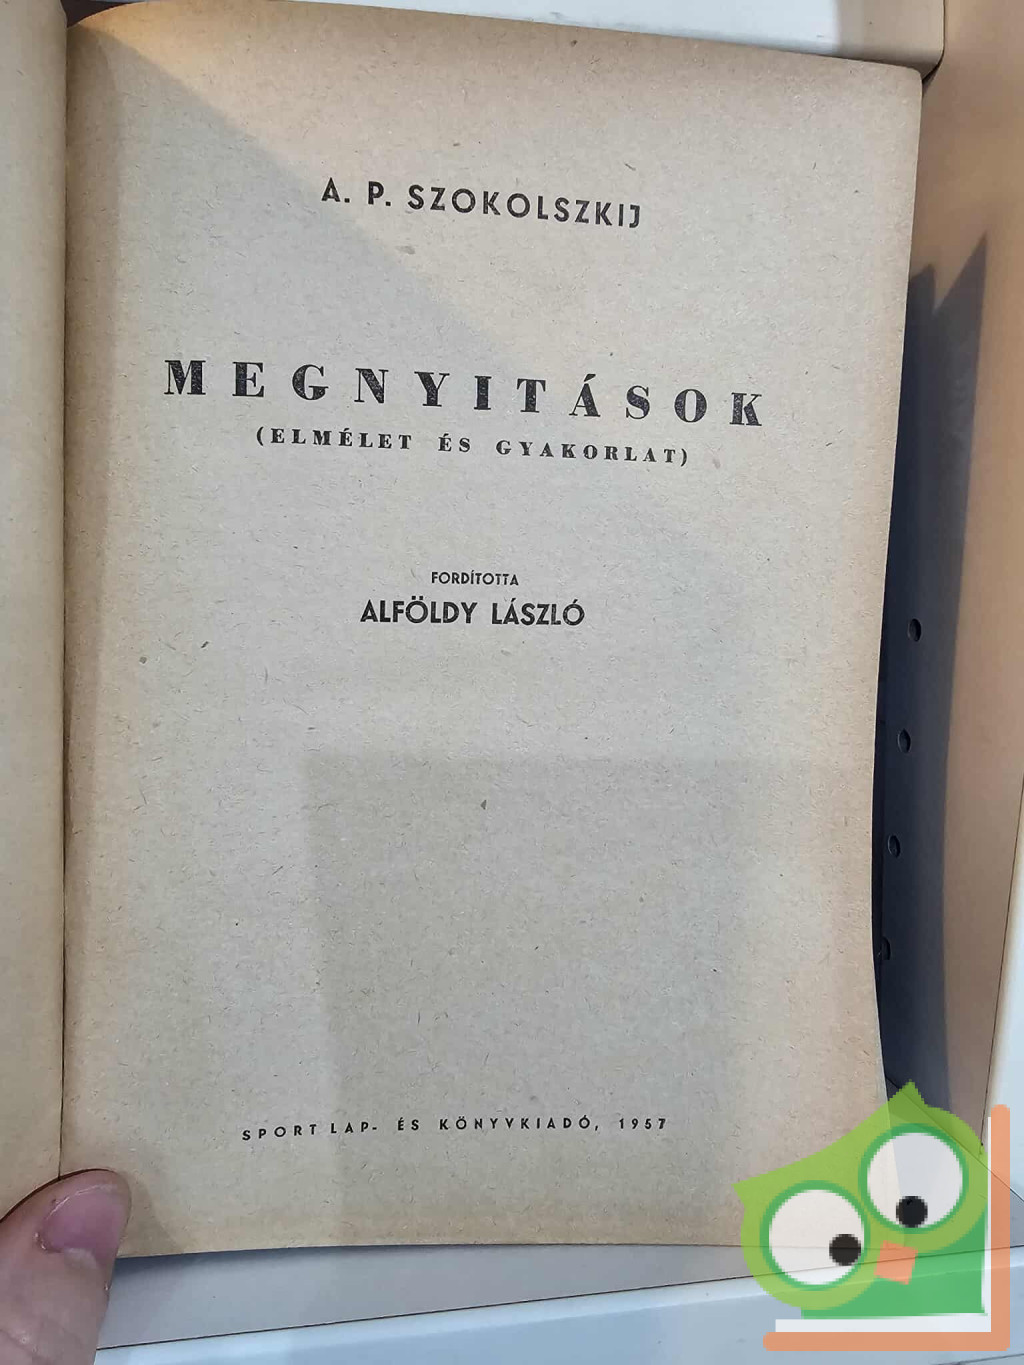 A. P. SZOKOLSZKIJ
MEGNYITÁSOK
(ELMÉLET ÉS GYAKORLAT)
FORDÍTOTTA
ALFÖLDY LÁSZLÓ
SPORT LAP- ÉS KÖNYVKIADÓ, 1957